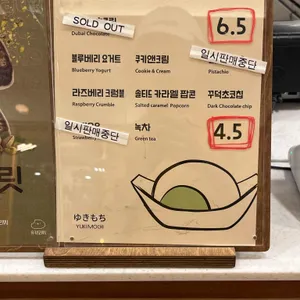 SOLD OUT
6.5
Dubai Chocolate
블루베리 요거트
쿠키앤크림
일시판매중단
Blueberry Yogurt
Cookie & Cream
Pistachio
라즈베리 크럼블
솔티드 카라멜 팝콘
꾸덕초코칩
Raspberry Crumble
Salted caramel Popcorn
Dark Chocolate chip
일시판매중단
녹차
4.5
Strawberry
Green tea
릿
ゆきもち
YUKIMOCHI